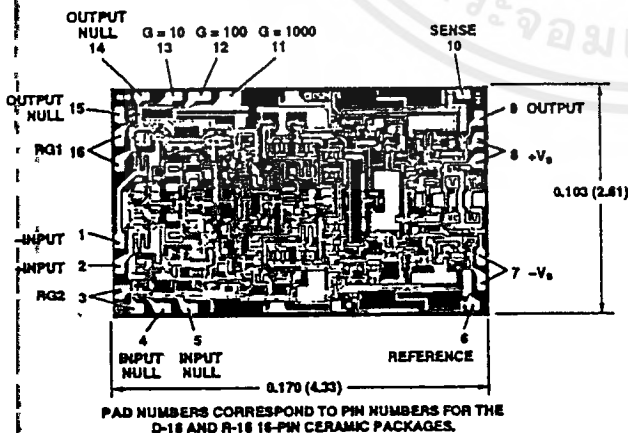 OUTPUT
NULL
14
G = 10
13
G = 100
12
G = 1000
11
SENSE
10
OUTPUT
NULL
15
9 OUTPUT
RG1 16
8 +Vs
0.103 (2.61)
INPUT 1
INPUT 2
RG2 3
7 -Vs
4
INPUT
NULL
5
INPUT
NULL
6
REFERENCE
0.170 (4.33)
PAD NUMBERS CORRESPOND TO PIN NUMBERS FOR THE
D-16 AND R-16 16-PIN CERAMIC PACKAGES.